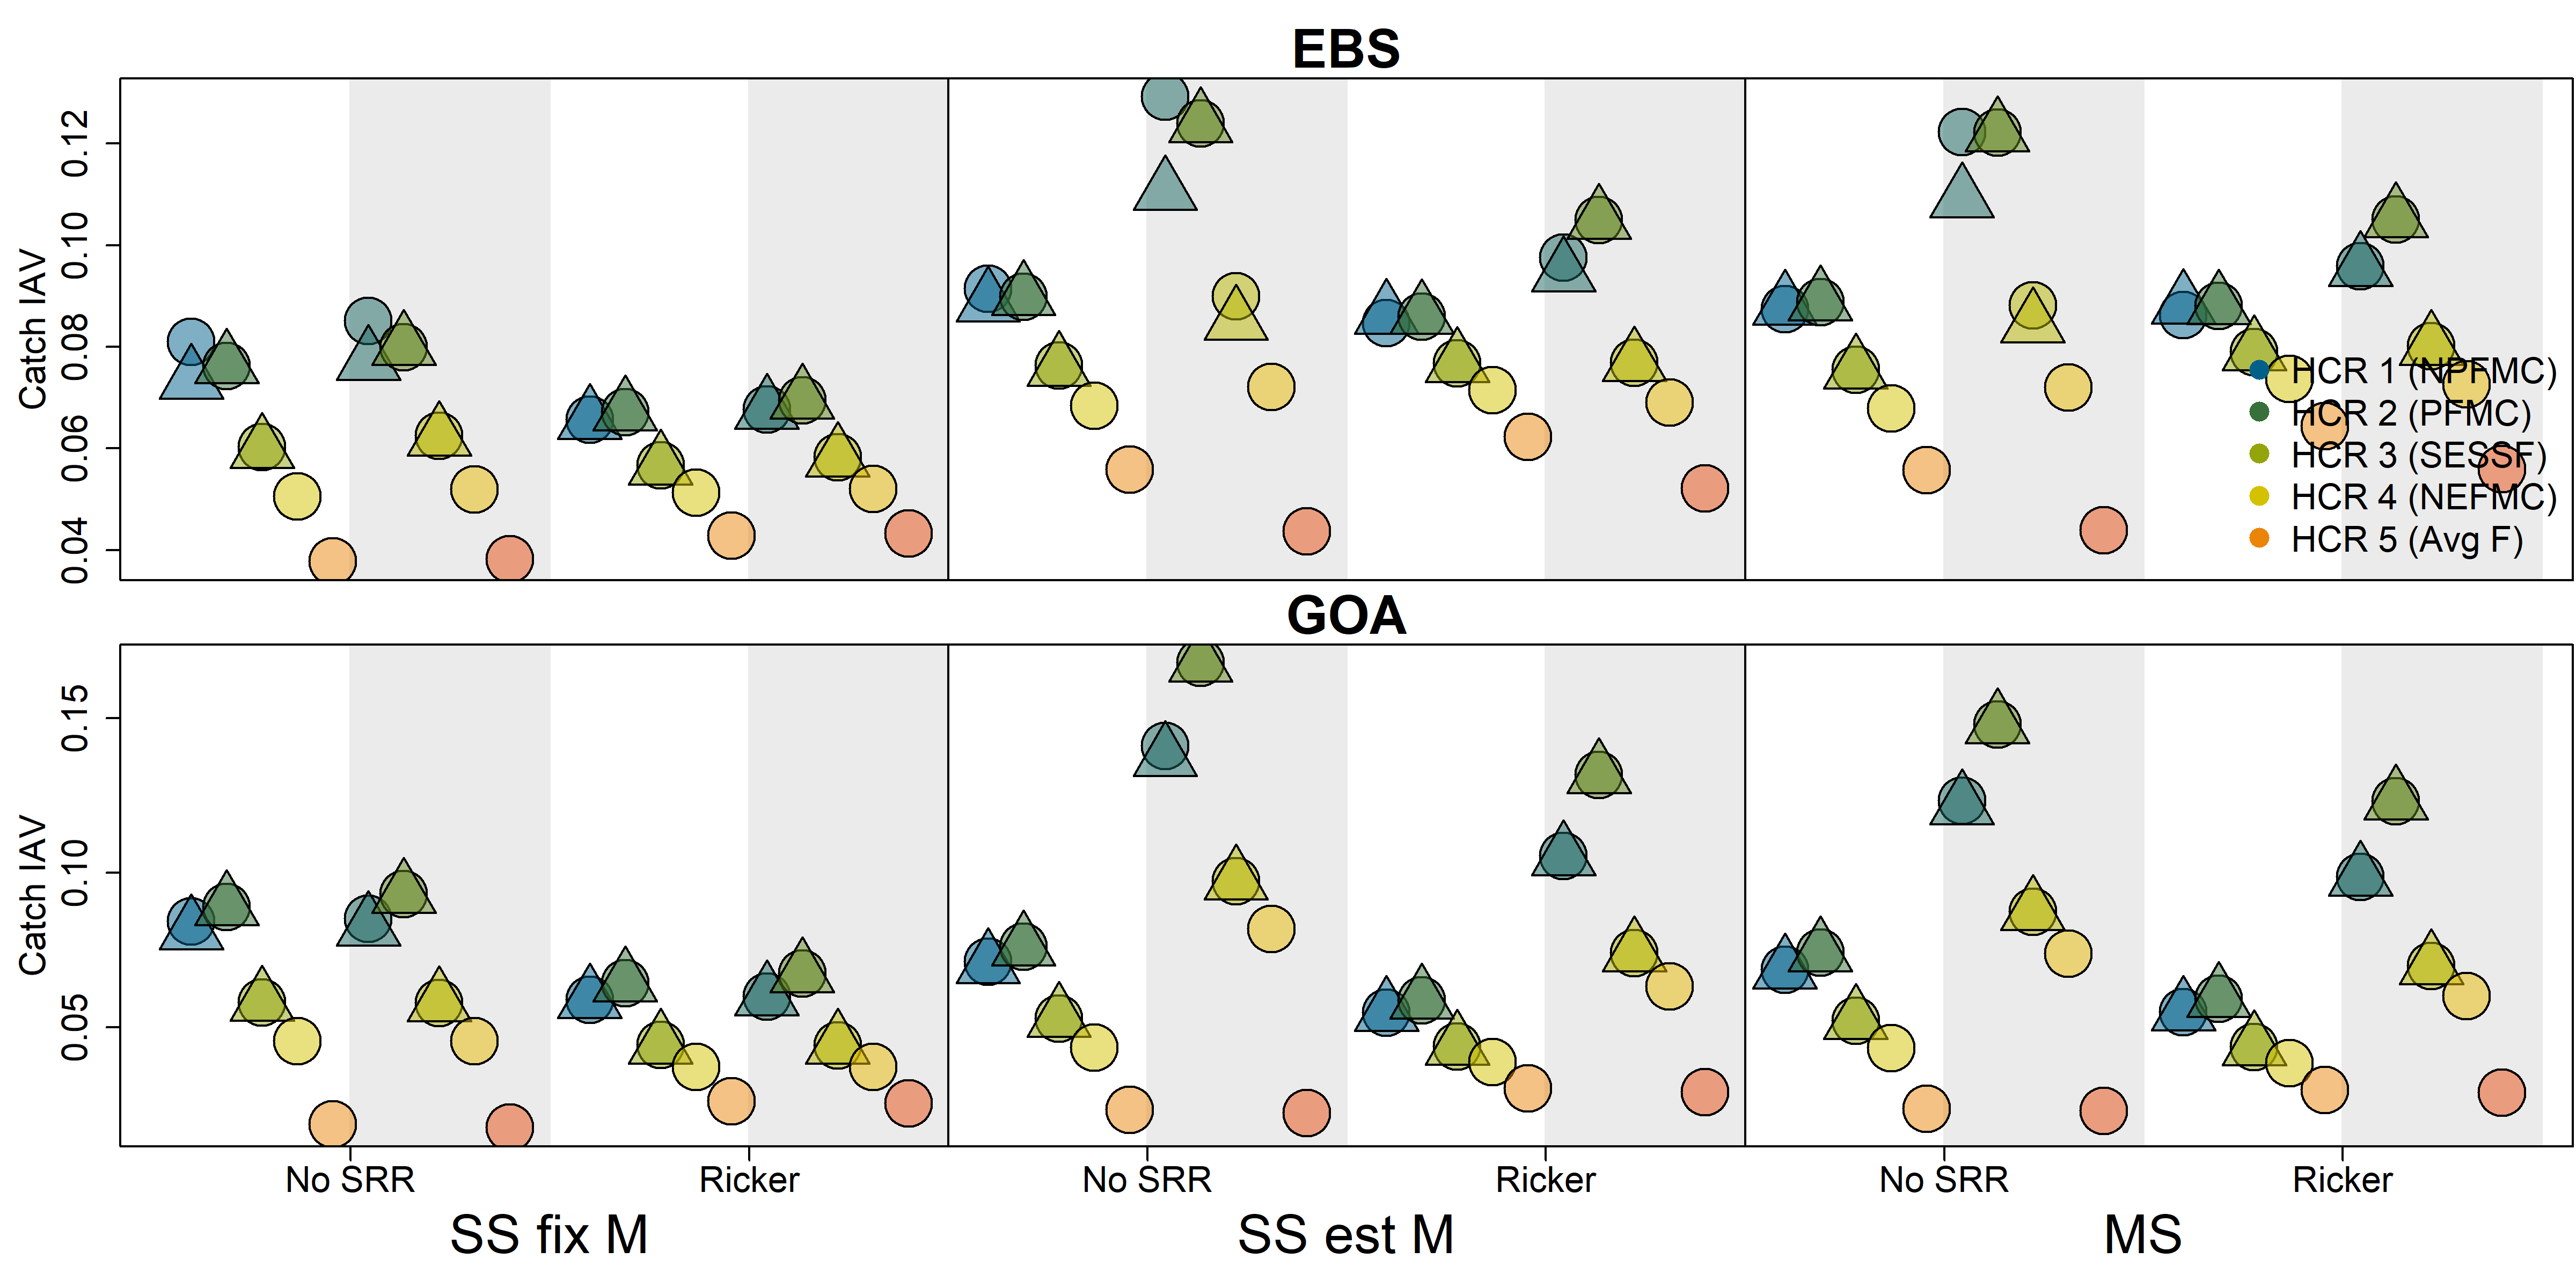 EBS
Catch IAV
0.12
0.10
0.08
0.06
0.04
HCR 1 (NPFMC)
HCR 2 (PFMC)
HCR 3 (SESSF)
HCR 4 (NEFMC)
HCR 5 (Avg F)
GOA
Catch IAV
0.15
0.10
0.05
No SRR Ricker No SRR Ricker No SRR Ricker
SS fix M SS est M MS